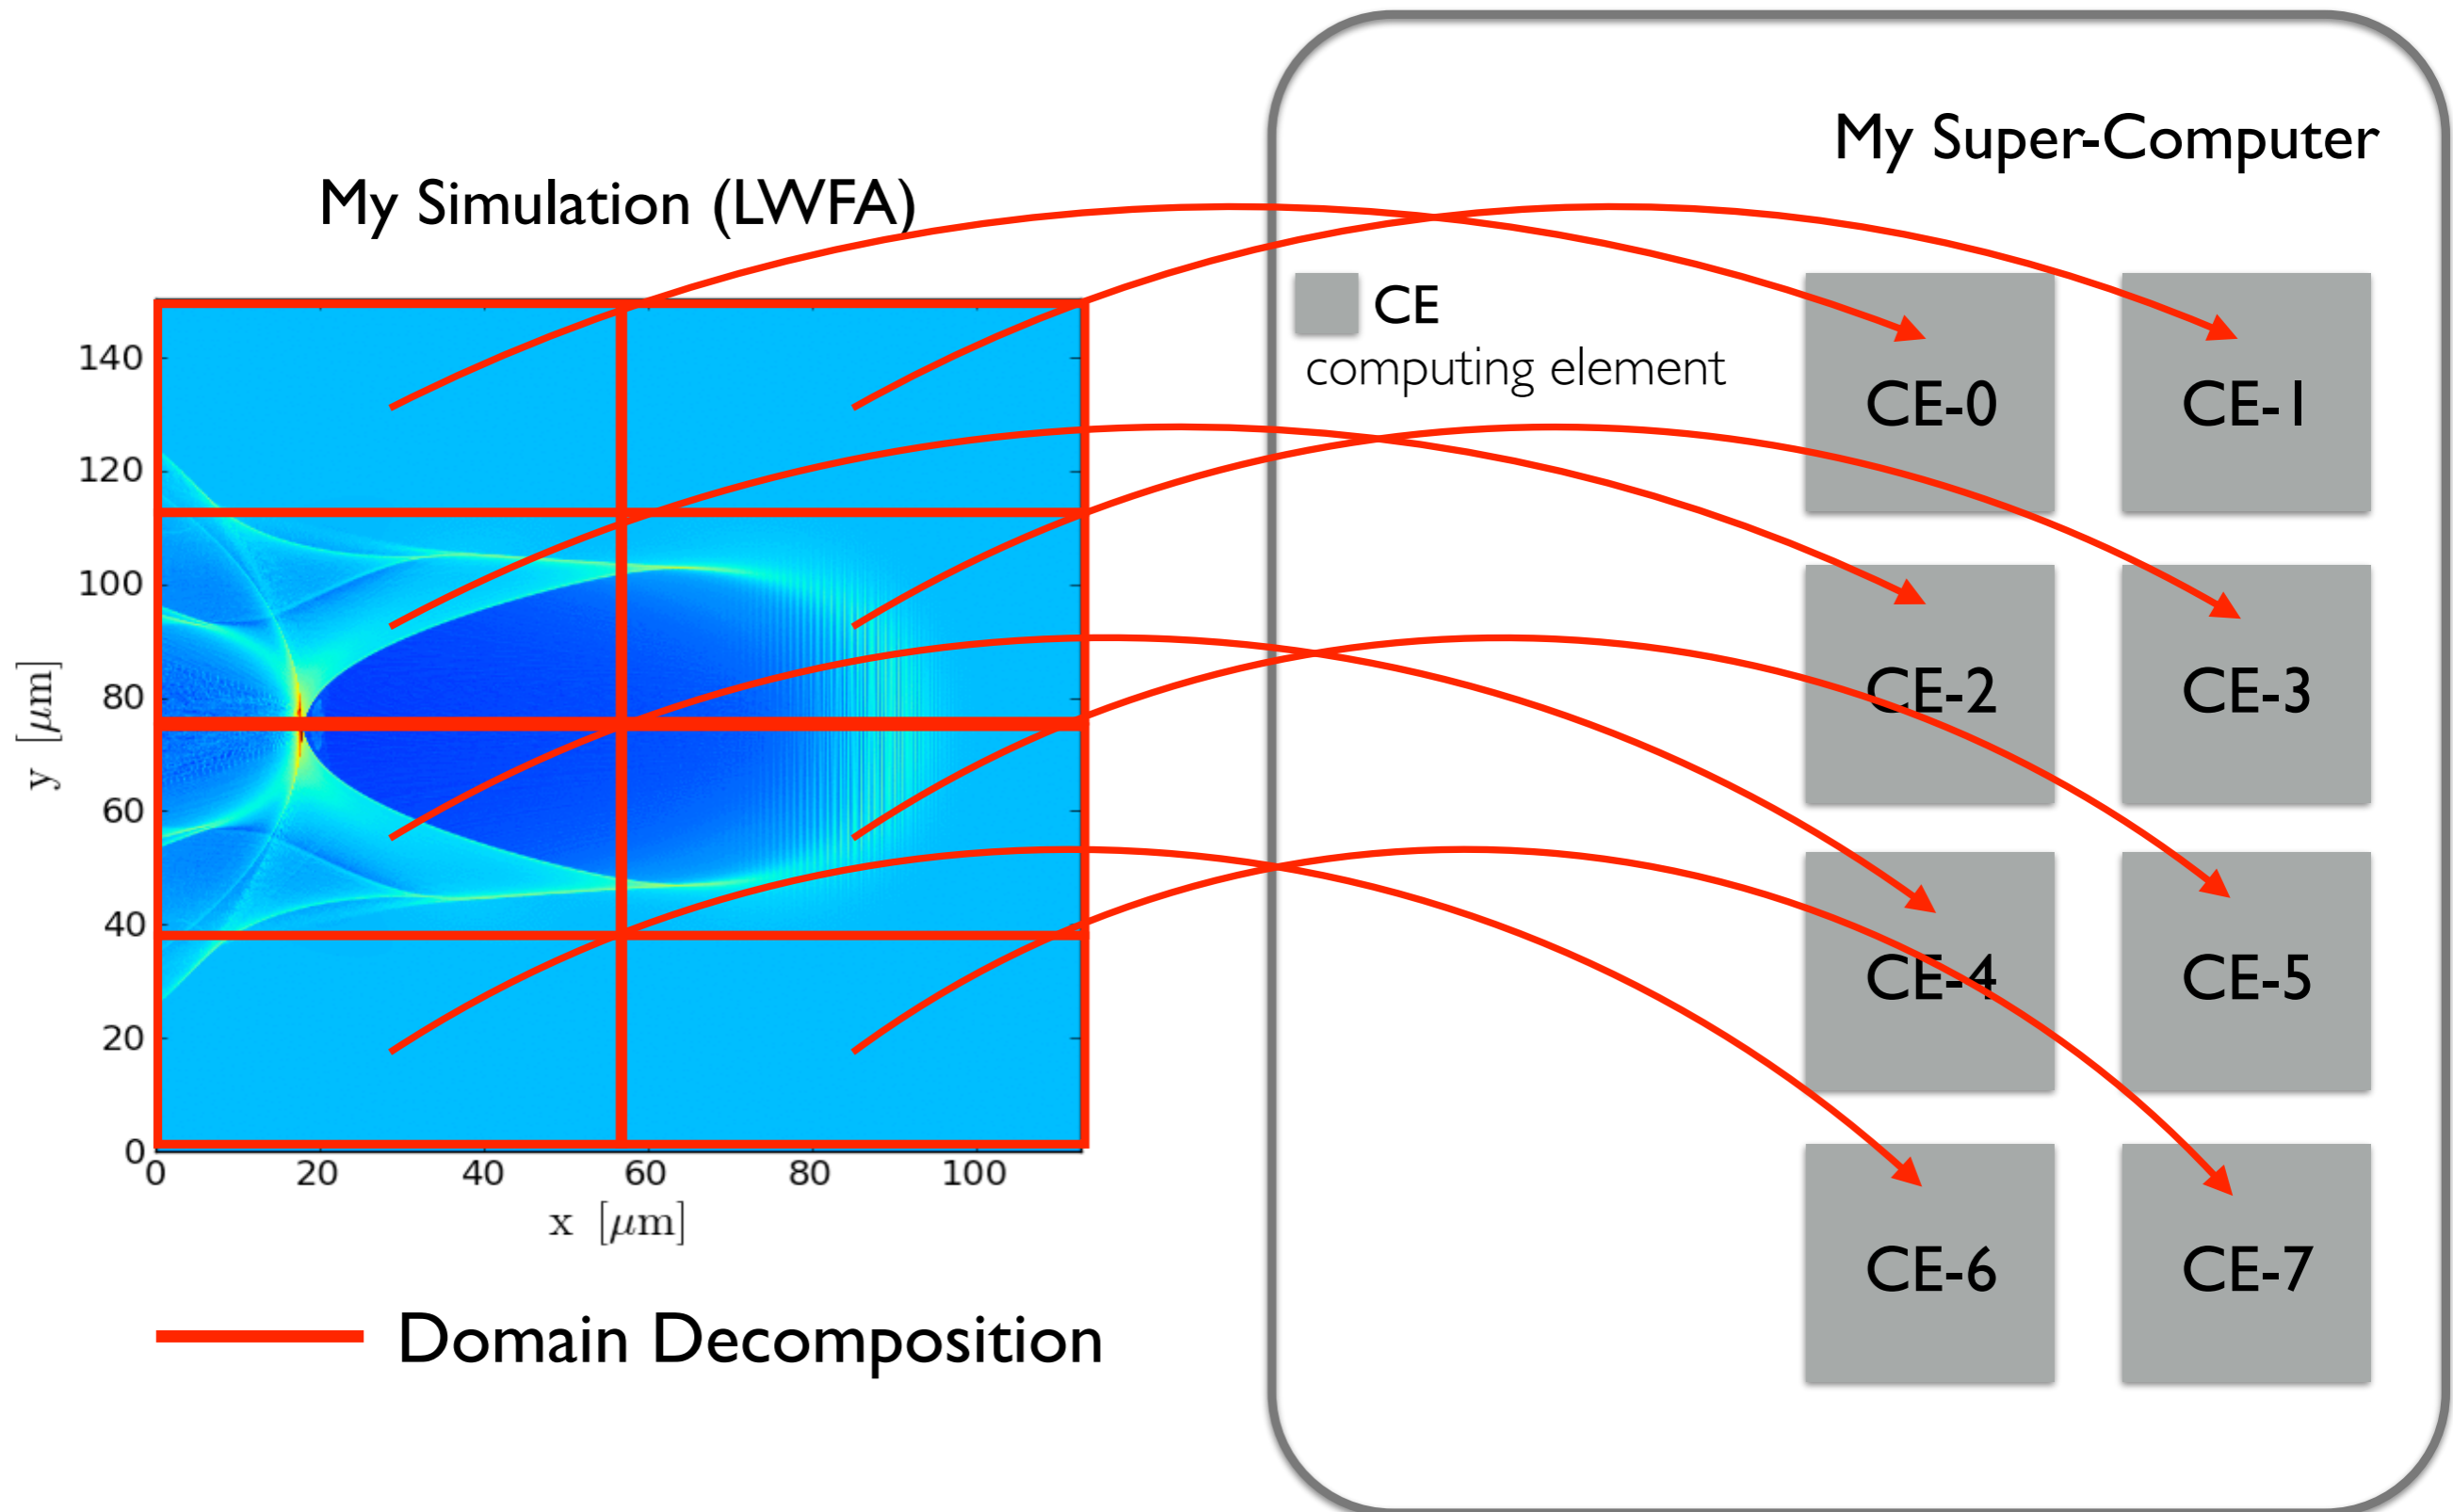 My Super-Computer
My Simulation (LWFA)
CE
computing element
CE-0
CE-1
CE-2
CE-3
CE-4
CE-5
CE-6
CE-7
140
120
100
80
60
40
20
0
y [μm]
0
20
40
60
80
100
x [μm]
Domain Decomposition